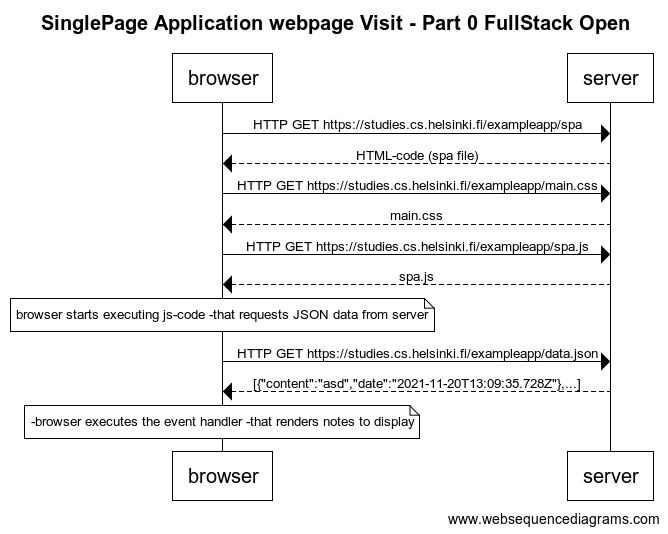 SinglePage Application webpage Visit - Part 0 FullStack Open
browser
server
HTTP GET https://studies.cs.helsinki.fi/exampleapp/spa
HTML-code (spa file)
HTTP GET https://studies.cs.helsinki.fi/exampleapp/main.css
main.css
HTTP GET https://studies.cs.helsinki.fi/exampleapp/spa.js
spa.js
browser starts executing js-code -that requests JSON data from server
HTTP GET https://studies.cs.helsinki.fi/exampleapp/data.json
[{"content":"asd","date":"2021-11-20T13:09:35.728Z"},...]
-browser executes the event handler -that renders notes to display
browser
server
www.websequencediagrams.com